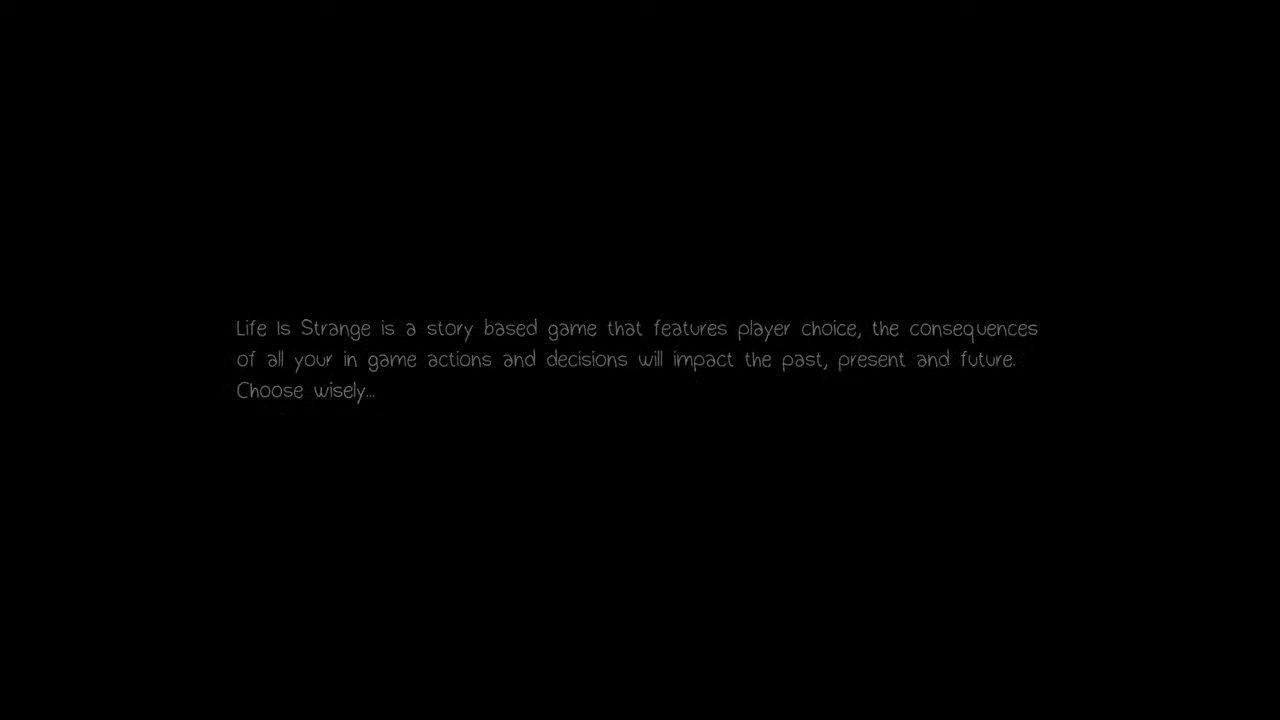 Life Is Strange is a story based game that features player choice, the consequences
of all your in game actions and decisions will impact the past, present and future.
Choose wisely...